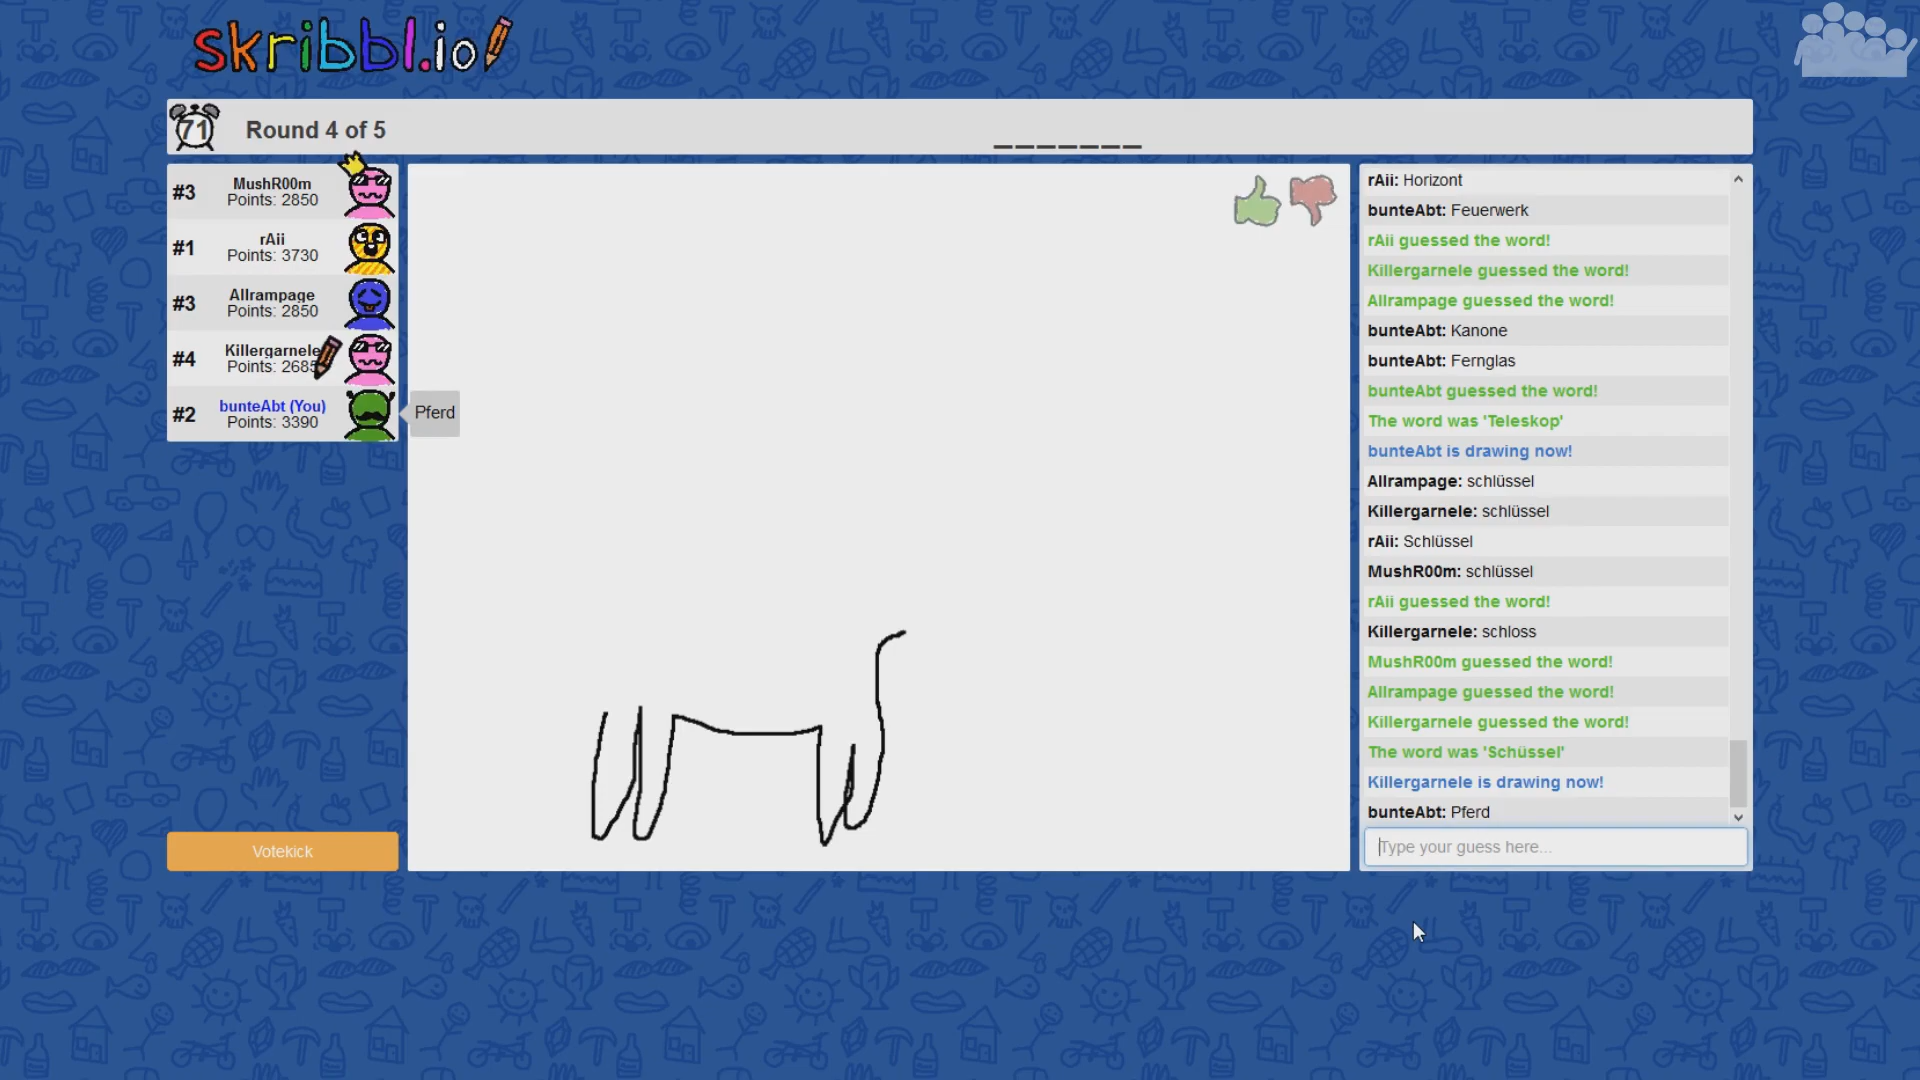 skribbl.io
71
Round 4 of 5
_______
#3
MushR00m
Points: 2850
#1
rAii
Points: 3730
#3
Allrampage
Points: 2850
#4
Killergarnele
Points: 2685
#2
bunteAbt (You)
Points: 3390
Pferd
Votekick
rAii: Horizont
bunteAbt: Feuerwerk
rAii guessed the word!
Killergarnele guessed the word!
Allrampage guessed the word!
bunteAbt: Kanone
bunteAbt: Fernglas
bunteAbt guessed the word!
The word was 'Teleskop'
bunteAbt is drawing now!
Allrampage: schlüssel
Killergarnele: schlüssel
rAii: Schlüssel
MushR00m: schlüssel
rAii guessed the word!
Killergarnele: schloss
MushR00m guessed the word!
Allrampage guessed the word!
Killergarnele guessed the word!
The word was 'Schüssel'
Killergarnele is drawing now!
bunteAbt: Pferd
Type your guess here...